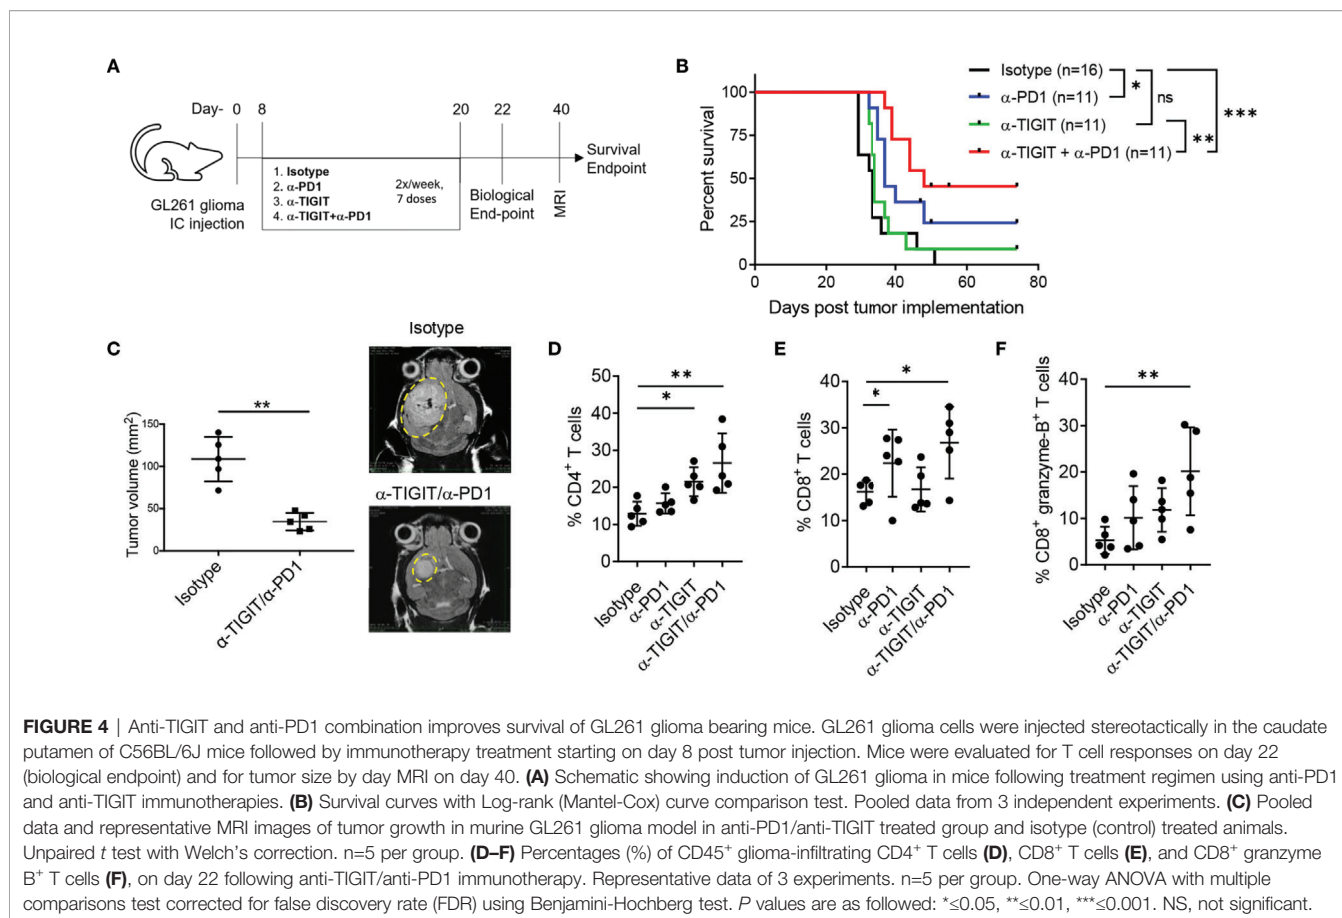 A
Day- 0 8 20 22 40
1. Isotype
2. α-PD1
3. α-TIGIT
4. α-TIGIT+α-PD1
2x/week,
7 doses
GL261 glioma
IC injection
Biological
End-point
MRI
Survival
Endpoint
B
Percent survival
100
75
50
25
0
0 20 40 60 80
Days post tumor implementation
Isotype (n=16)
α-PD1 (n=11)
α-TIGIT (n=11)
α-TIGIT + α-PD1 (n=11)
*
ns
**
***
C
Tumor volume (mm²)
150
100
50
0
**
Isotype
α-TIGIT/α-PD1
Isotype
α-TIGIT/α-PD1
D
% CD4⁺ T cells
50
40
30
20
10
0
**
*
Isotype
α-PD1
α-TIGIT
α-TIGIT/α-PD1
E
% CD8⁺ T cells
40
30
20
10
0
*
*
Isotype
α-PD1
α-TIGIT
α-TIGIT/α-PD1
F
% CD8⁺ granzyme-B⁺ T cells
40
30
20
10
0
**
Isotype
α-PD1
α-TIGIT
α-TIGIT/α-PD1
FIGURE 4 | Anti-TIGIT and anti-PD1 combination improves survival of GL261 glioma bearing mice. GL261 glioma cells were injected stereotactically in the caudate
putamen of C56BL/6J mice followed by immunotherapy treatment starting on day 8 post tumor injection. Mice were evaluated for T cell responses on day 22
(biological endpoint) and for tumor size by day MRI on day 40. (A) Schematic showing induction of GL261 glioma in mice following treatment regimen using anti-PD1
and anti-TIGIT immunotherapies. (B) Survival curves with Log-rank (Mantel-Cox) curve comparison test. Pooled data from 3 independent experiments. (C) Pooled
data and representative MRI images of tumor growth in murine GL261 glioma model in anti-PD1/anti-TIGIT treated group and isotype (control) treated animals.
Unpaired t test with Welch’s correction. n=5 per group. (D–F) Percentages (%) of CD45⁺ glioma-infiltrating CD4⁺ T cells (D), CD8⁺ T cells (E), and CD8⁺ granzyme
B⁺ T cells (F), on day 22 following anti-TIGIT/anti-PD1 immunotherapy. Representative data of 3 experiments. n=5 per group. One-way ANOVA with multiple
comparisons test corrected for false discovery rate (FDR) using Benjamini-Hochberg test. P values are as followed: *≤0.05, **≤0.01, ***≤0.001. NS, not significant.